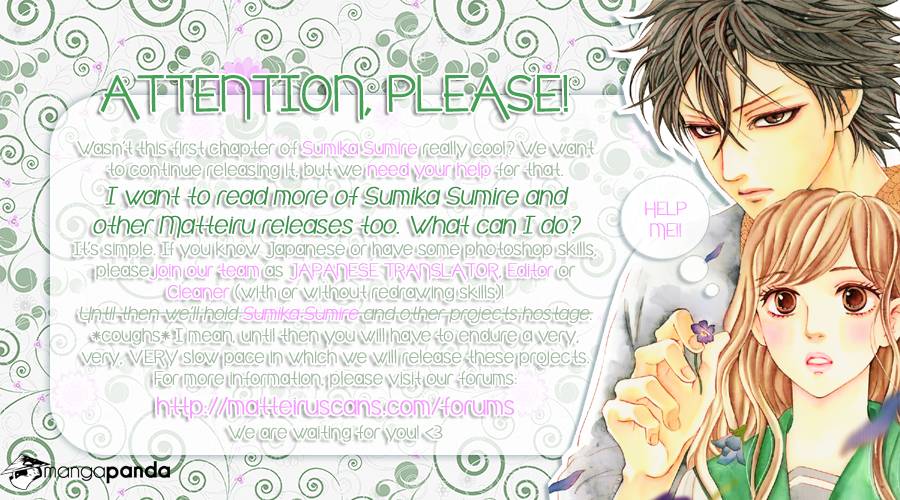 ATTENTION, PLEASE!
Wasn't this first chapter of Sumika Sumire really cool? We want
to continue releasing it, but we need your help for that.
I want to read more of Sumika Sumire and
other Matteiru releases too. What can I do?
It's simple. If you know Japanese or have some photoshop skills,
please join our team as JAPANESE TRANSLATOR, Editor or
Cleaner (with or without redrawing skills)!
Until then we'll hold Sumika Sumire and other projects hostage.
*coughs* I mean, until then you will have to endure a very,
very, VERY slow pace in which we will release these projects.
For more information, please visit our forums:
http://matteiruscans.com/forums
We are waiting for you! <3
HELP
ME!!
mangapanda